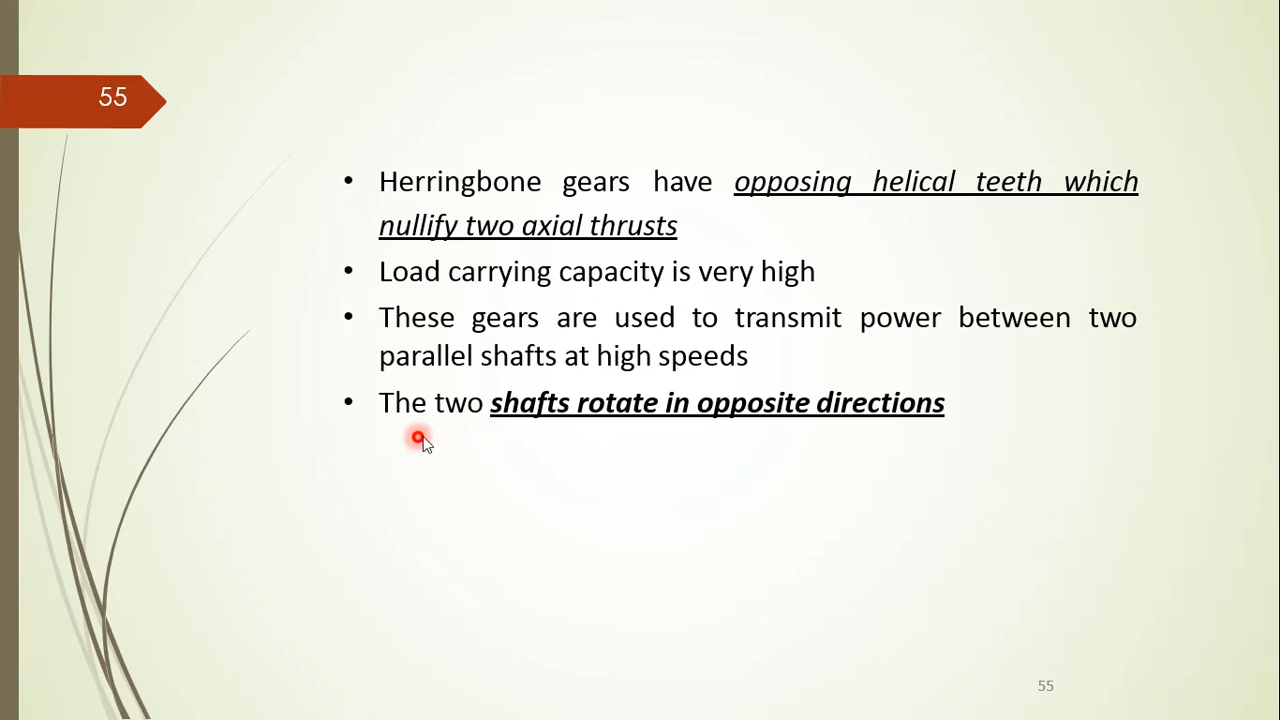 55
• Herringbone gears have opposing helical teeth which
nullify two axial thrusts
• Load carrying capacity is very high
• These gears are used to transmit power between two
parallel shafts at high speeds
• The two shafts rotate in opposite directions
55